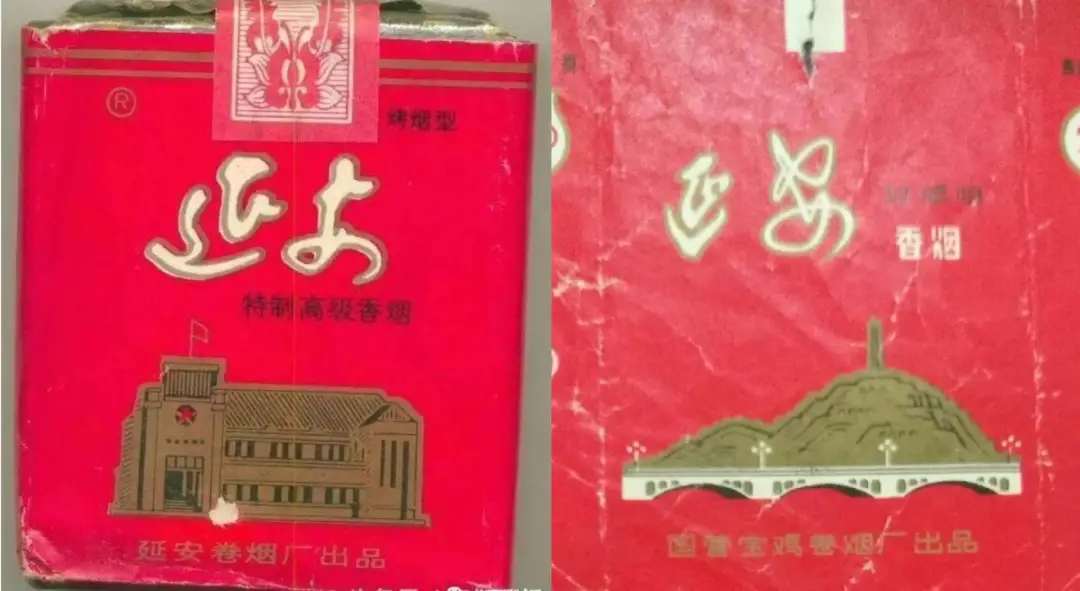 ®
烤烟型
延安
特制高级香烟
延安卷烟厂出品
延安
香烟
国营宝鸡卷烟厂出品